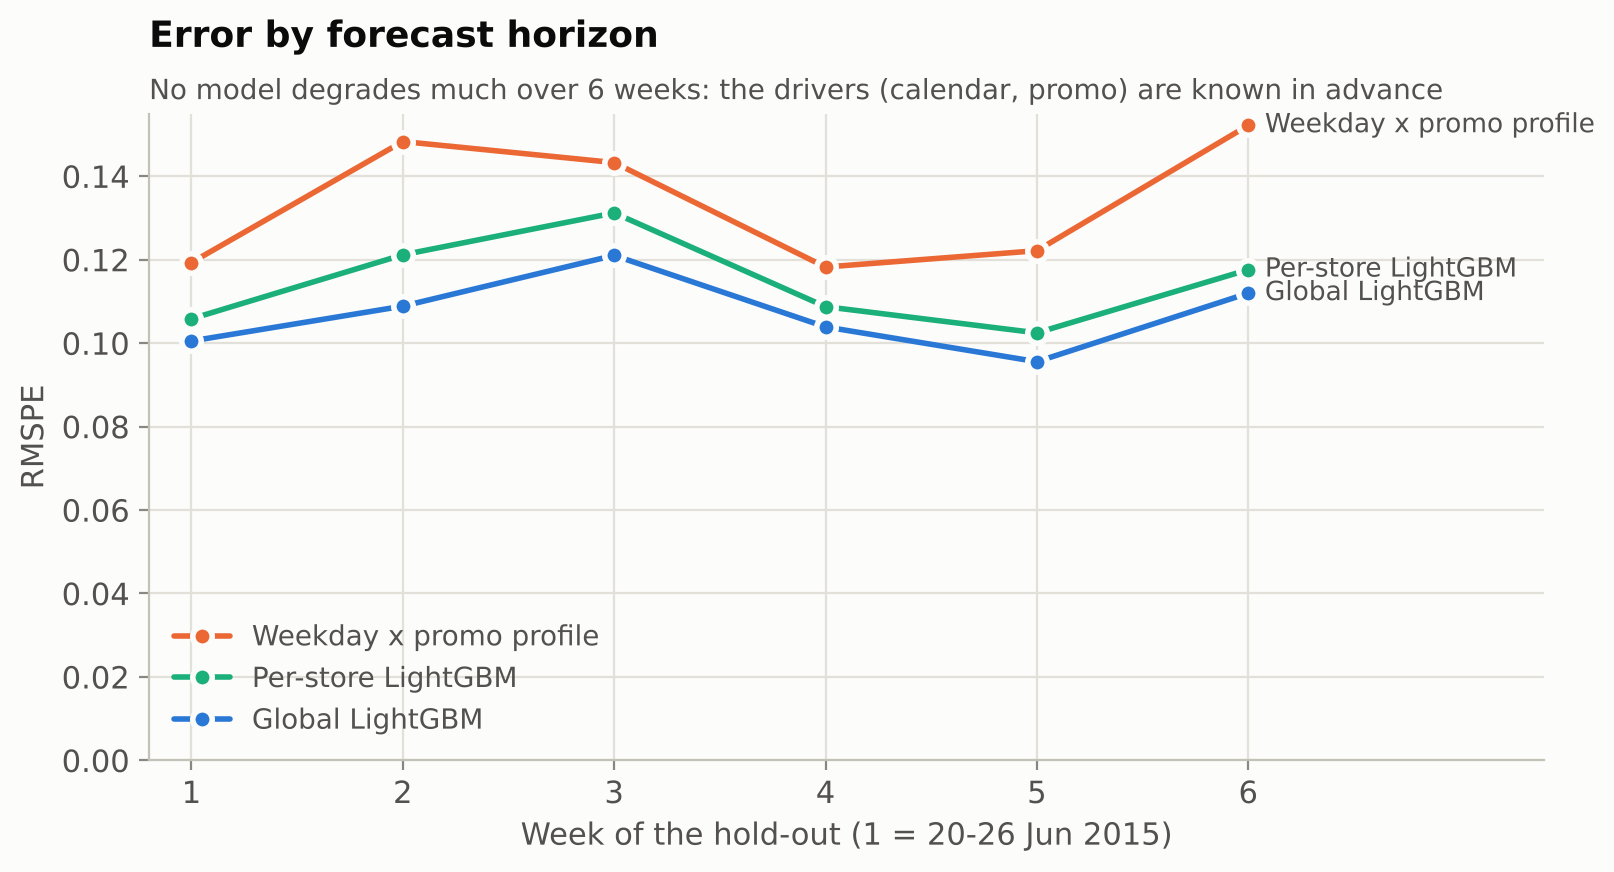 Error by forecast horizon
No model degrades much over 6 weeks: the drivers (calendar, promo) are known in advance
Weekday x promo profile
0.14
0.12
Per-store LightGBM
Global LightGBM
0.10
0.08
RMSPE
0.06
0.04
Weekday x promo profile
0.02
Per-store LightGBM
Global LightGBM
0.00
1 2 3 4 5 6
Week of the hold-out (1 = 20-26 Jun 2015)